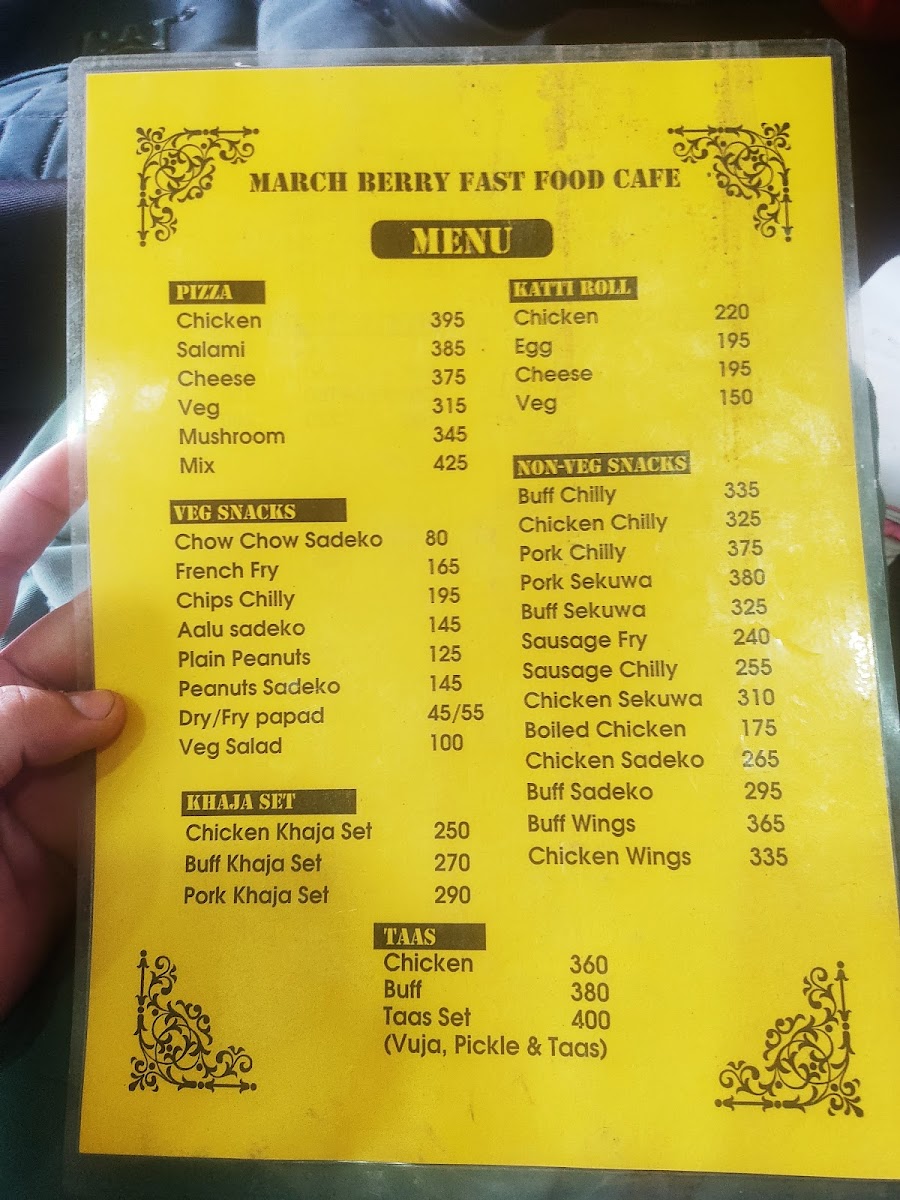 MARCH BERRY FAST FOOD CAFE
MENU
PIZZA
Chicken 395
Salami 385
Cheese 375
Veg 315
Mushroom 345
Mix 425
VEG SNACKS
Chow Chow Sadeko 80
French Fry 165
Chips Chilly 195
Aalu sadeko 145
Plain Peanuts 125
Peanuts Sadeko 145
Dry/Fry papad 45/55
Veg Salad 100
KHAJA SET
Chicken Khaja Set 250
Buff Khaja Set 270
Pork Khaja Set 290
KATTI ROLL
Chicken 220
Egg 195
Cheese 195
Veg 150
NON-VEG SNACKS
Buff Chilly 335
Chicken Chilly 325
Pork Chilly 375
Pork Sekuwa 380
Buff Sekuwa 325
Sausage Fry 240
Sausage Chilly 255
Chicken Sekuwa 310
Boiled Chicken 175
Chicken Sadeko 265
Buff Sadeko 295
Buff Wings 365
Chicken Wings 335
TAAS
Chicken 360
Buff 380
Taas Set 400
(Vuja, Pickle & Taas)